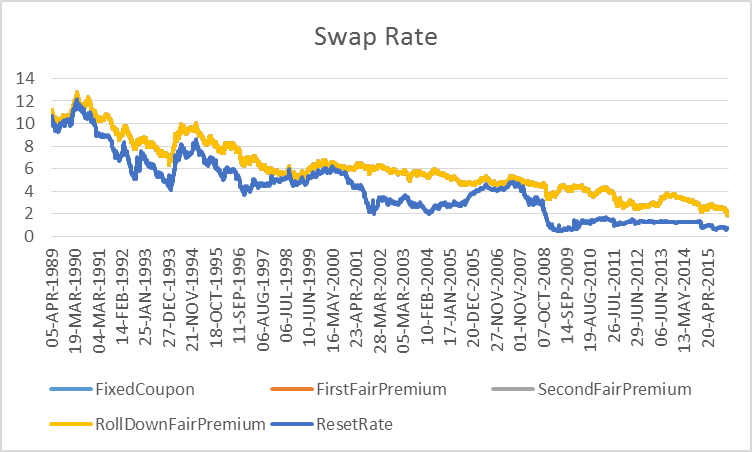 Swap Rate
14
12
10
8
6
4
2
0
05-APR-1989
19-MAR-1990
04-MAR-1991
14-FEB-1992
25-JAN-1993
27-DEC-1993
21-NOV-1994
18-OCT-1995
11-SEP-1996
06-AUG-1997
06-JUL-1998
10-JUN-1999
16-MAY-2000
24-APR-2001
28-MAR-2002
05-MAR-2003
10-FEB-2004
17-JAN-2005
20-DEC-2005
27-NOV-2006
01-NOV-2007
07-OCT-2008
14-SEP-2009
19-AUG-2010
26-JUL-2011
28-JUN-2012
06-JUN-2013
13-MAY-2014
20-APR-2015
FixedCoupon FirstFairPremium SecondFairPremium
RollDownFairPremium ResetRate